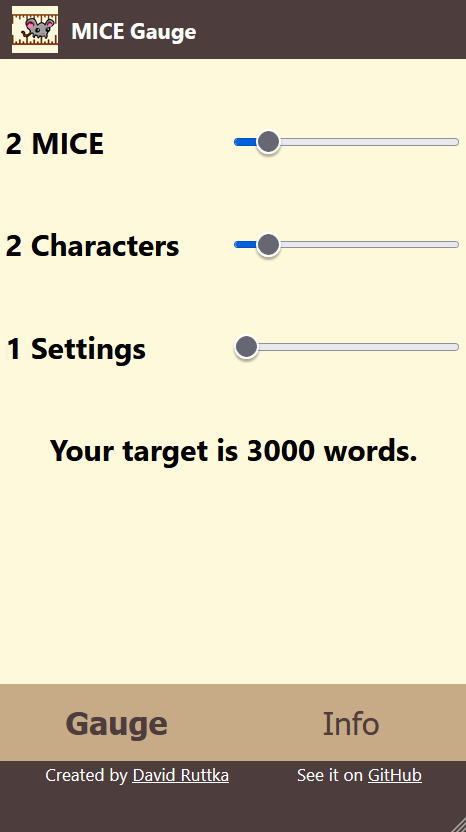 MICE Gauge
2 MICE
2 Characters
1 Settings
Your target is 3000 words.
Gauge Info
Created by David Ruttka See it on GitHub